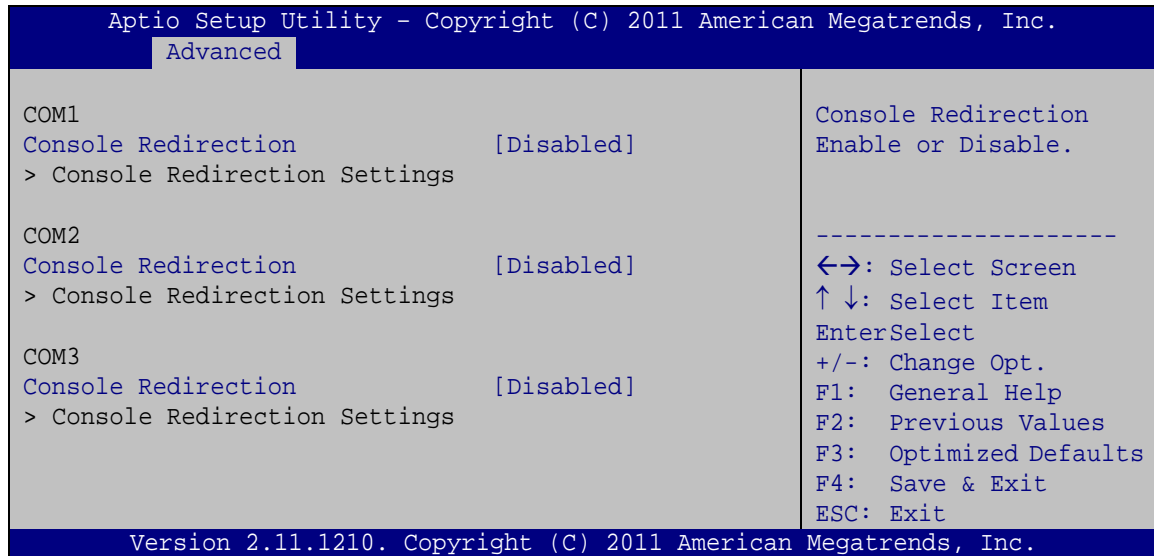 Aptio Setup Utility – Copyright (C) 2011 American Megatrends, Inc.
Advanced
COM1
Console Redirection [Disabled]
> Console Redirection Settings
COM2
Console Redirection [Disabled]
> Console Redirection Settings
COM3
Console Redirection [Disabled]
> Console Redirection Settings
Console Redirection
Enable or Disable.
---------------------
←→: Select Screen
↑ ↓: Select Item
EnterSelect
+/-: Change Opt.
F1: General Help
F2: Previous Values
F3: Optimized Defaults
F4: Save & Exit
ESC: Exit
Version 2.11.1210. Copyright (C) 2011 American Megatrends, Inc.